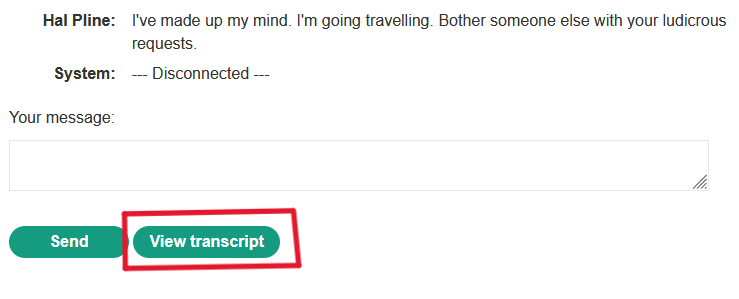 Hal Pline: I've made up my mind. I'm going travelling. Bother someone else with your ludicrous
requests.
System: --- Disconnected ---
Your message:
Send View transcript